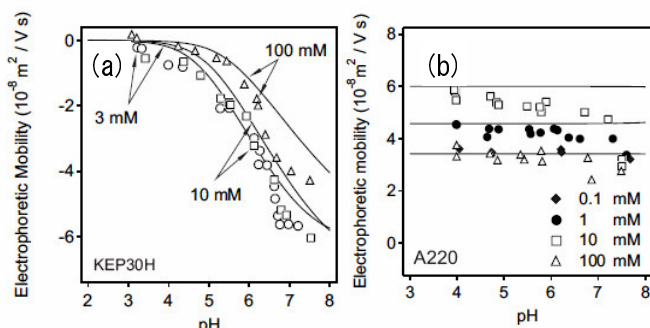 Electrophoretic Mobility (10⁻⁸ m² / V s)
0
-2
-4
-6
(a)
3 mM
100 mM
10 mM
KEP30H
2 3 4 5 6 7 8
pH
Electrophoretic mobility (10⁻⁸ m² / V s)
8
6
4
2
0
(b)
0.1 mM
1 mM
10 mM
100 mM
A220
3 4 5 6 7 8
pH